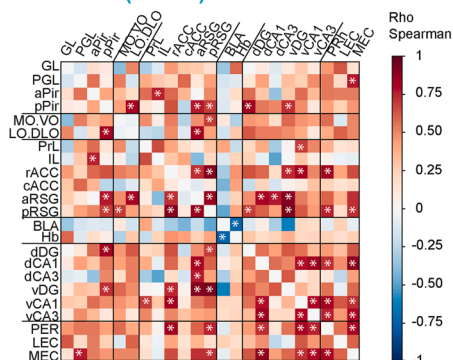 GL PGL aPir pPir MO.VO LO.DLO PrL IL rACC cACC aRSG pRSG BLA Hb dDG dCA1 dCA3 vDG vCA1 vCA3 PRh LEC MEC
Rho
Spearman
GL
PGL
aPir
pPir
MO.VO
LO.DLO
PrL
IL
rACC
cACC
aRSG
pRSG
BLA
Hb
dDG
dCA1
dCA3
vDG
vCA1
vCA3
PER
LEC
MEC
1
0.75
0.50
0.25
0
-0.25
-0.50
-0.75